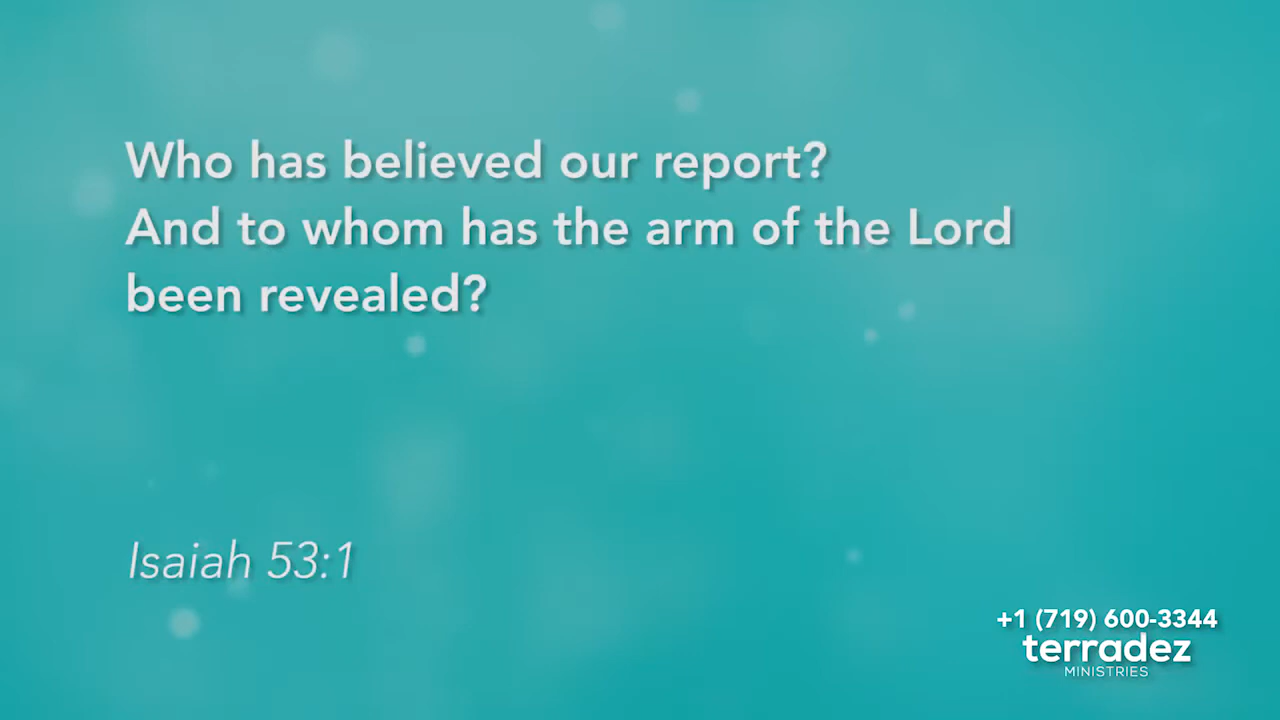 Who has believed our report?
And to whom has the arm of the Lord
been revealed?
Isaiah 53:1
+1 (719) 600-3344
terradez
MINISTRIES